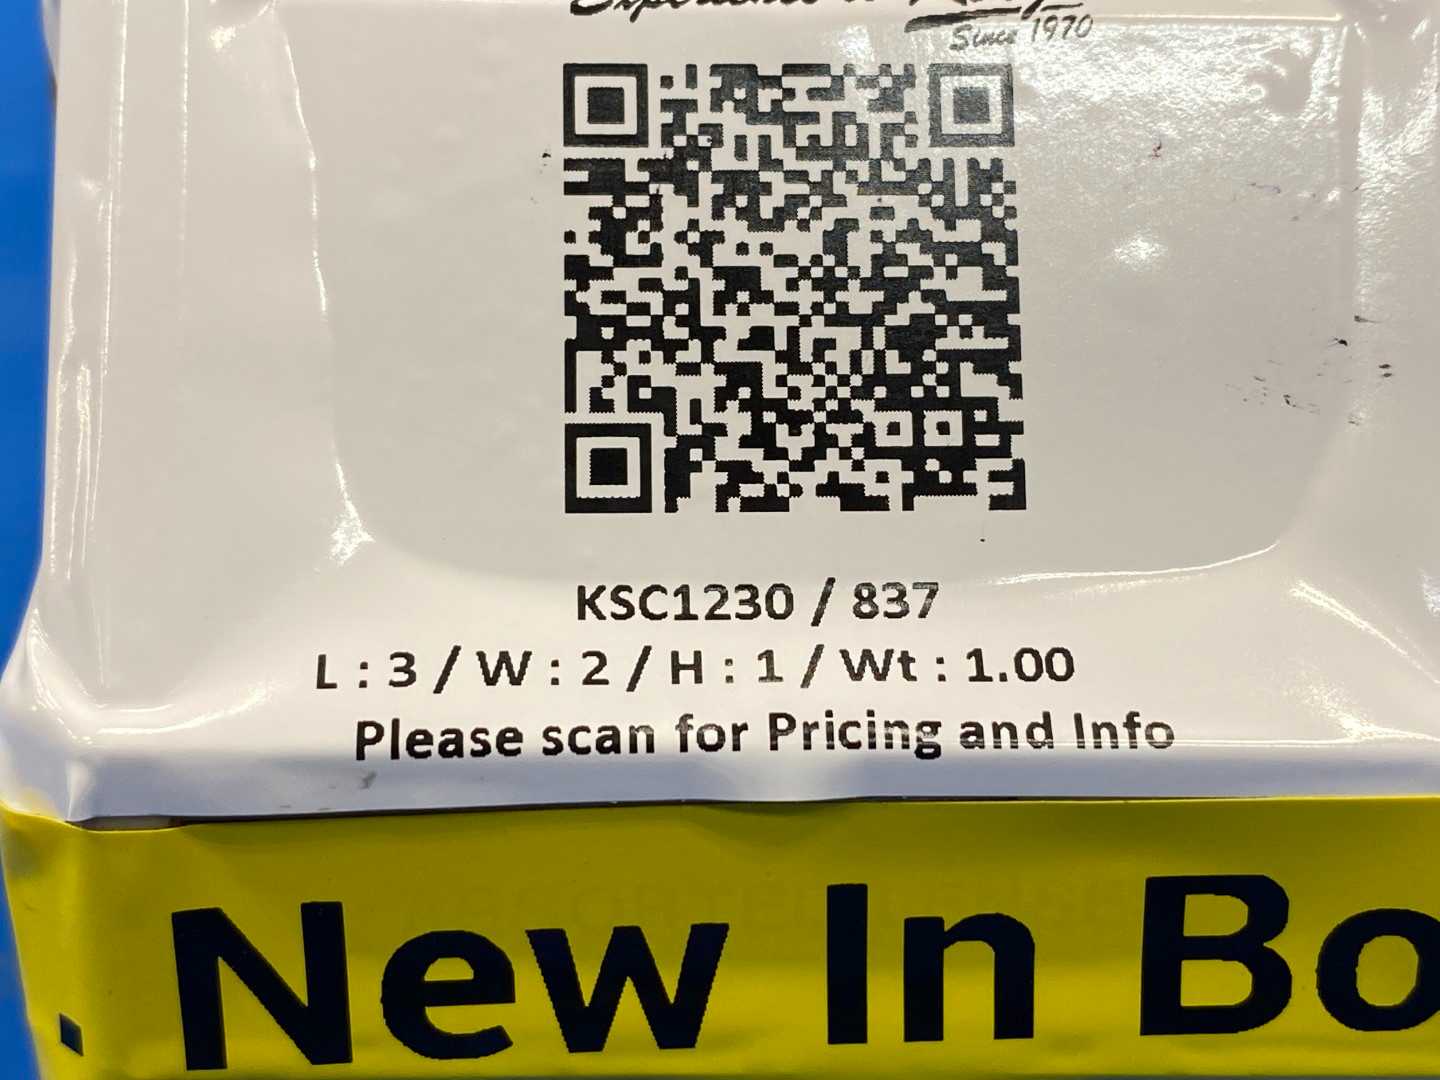 Since 1970
KSC1230 / 837
L : 3 / W : 2 / H : 1 / Wt : 1.00
Please scan for Pricing and Info
. New In Bo